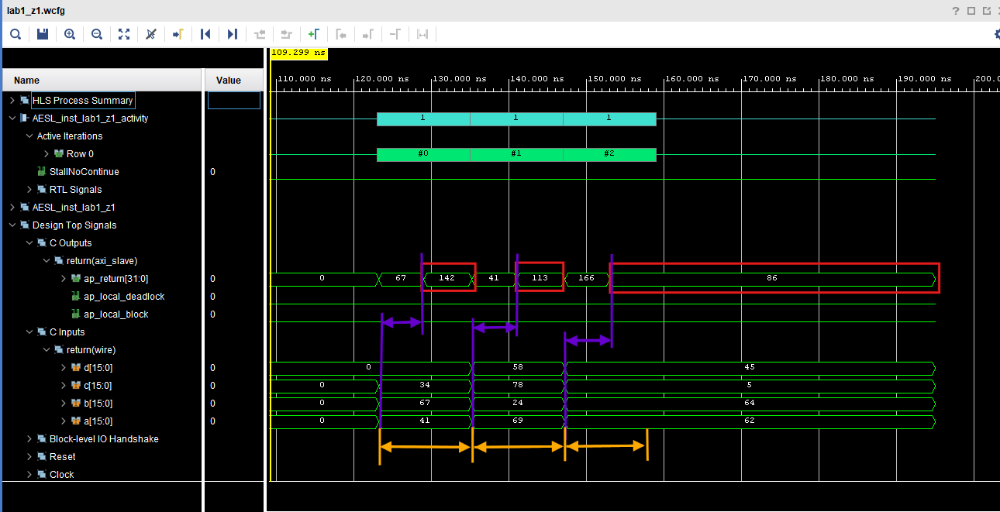 lab1_z1.wcfg
?
109.299 ns
110.000 ns 120.000 ns 130.000 ns 140.000 ns 150.000 ns 160.000 ns 170.000 ns 180.000 ns 190.000 ns 200.0
Name Value
HLS Process Summary
AESL_inst_lab1_z1_activity 1 1 1
Active Iterations
Row 0 #0 #1 #2
StallNoContinue 0
RTL Signals
AESL_inst_lab1_z1
Design Top Signals
C Outputs
return(axi_slave)
ap_return[31:0] 0 0 67 142 41 113 166 86
ap_local_deadlock 0
ap_local_block 0
C Inputs
return(wire)
d[15:0] 0 0 58 45
c[15:0] 0 0 34 78 5
b[15:0] 0 0 67 24 64
a[15:0] 0 0 41 69 62
Block-level IO Handshake
Reset
Clock